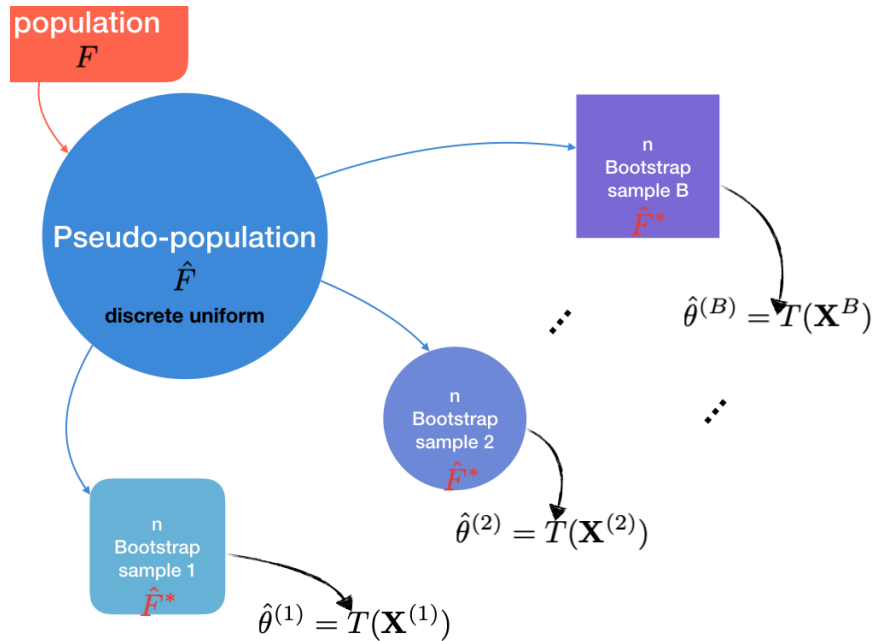 population
F
Pseudo-population
F̂
discrete uniform
n
Bootstrap
sample B
F̂*
θ̂^(B) = T(𝐗^B)
n
Bootstrap
sample 2
F̂*
θ̂^(2) = T(𝐗^(2))
n
Bootstrap
sample 1
F̂*
θ̂^(1) = T(𝐗^(1))